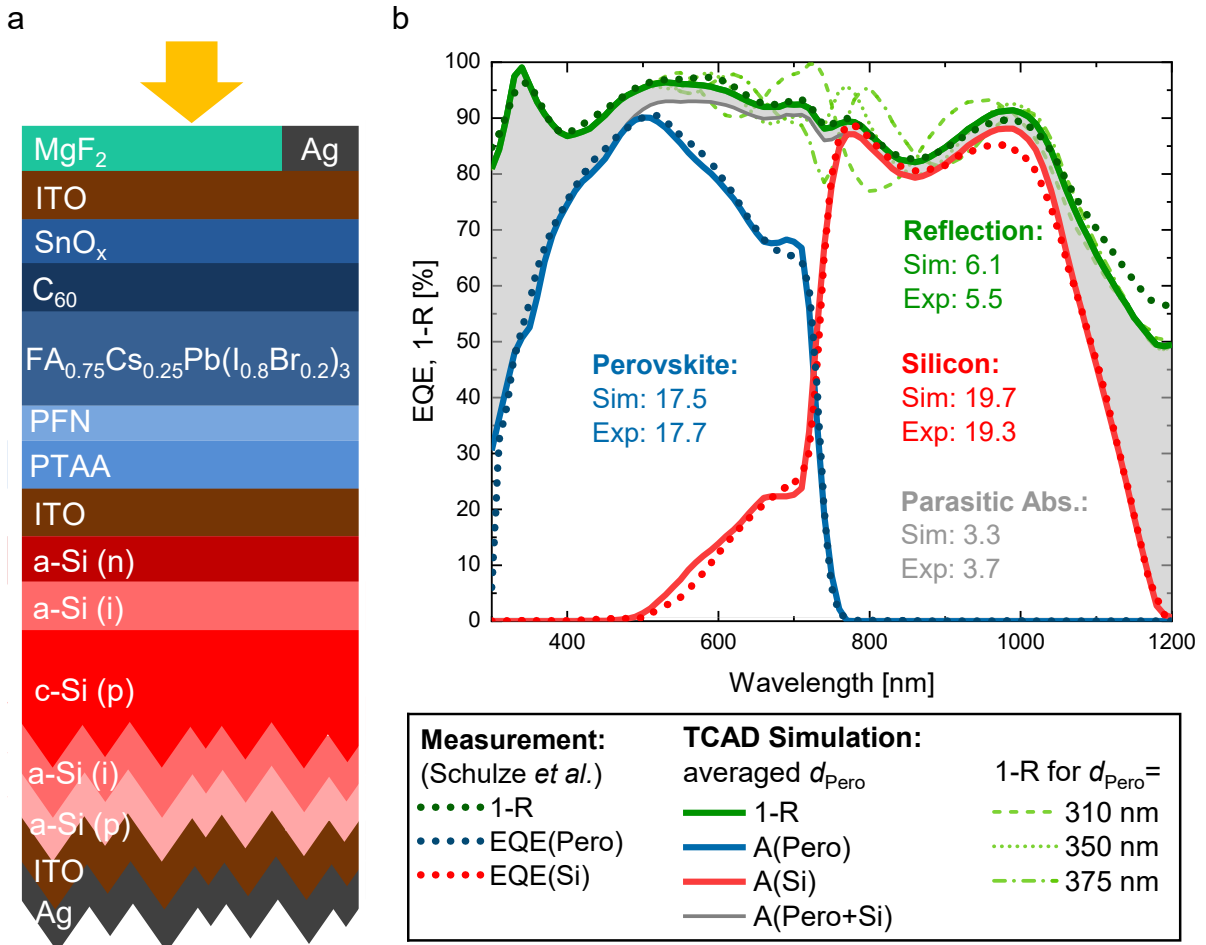 a
MgF₂ Ag
ITO
SnOₓ
C₆₀
FA₀.₇₅Cs₀.₂₅Pb(I₀.₈Br₀.₂)₃
PFN
PTAA
ITO
a-Si (n)
a-Si (i)
c-Si (p)
a-Si (i)
a-Si (p)
ITO
Ag
b
EQE, 1-R [%]
100
90
80
70
60
50
40
30
20
10
0
400 600 800 1000 1200
Wavelength [nm]
Reflection:
Sim: 6.1
Exp: 5.5
Perovskite:
Sim: 17.5
Exp: 17.7
Silicon:
Sim: 19.7
Exp: 19.3
Parasitic Abs.:
Sim: 3.3
Exp: 3.7
Measurement:
(Schulze et al.)
1-R
EQE(Pero)
EQE(Si)
TCAD Simulation:
averaged d_Pero
1-R
A(Pero)
A(Si)
A(Pero+Si)
1-R for d_Pero=
310 nm
350 nm
375 nm